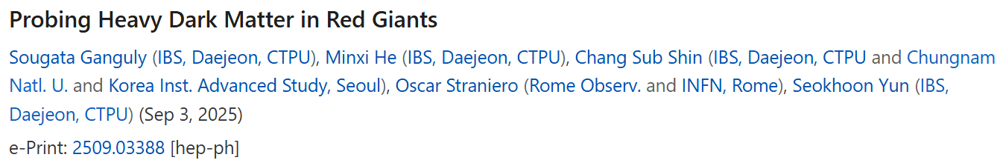 Probing Heavy Dark Matter in Red Giants
Sougata Ganguly (IBS, Daejeon, CTPU), Minxi He (IBS, Daejeon, CTPU), Chang Sub Shin (IBS, Daejeon, CTPU and Chungnam
Natl. U. and Korea Inst. Advanced Study, Seoul), Oscar Straniero (Rome Observ. and INFN, Rome), Seokhoon Yun (IBS,
Daejeon, CTPU) (Sep 3, 2025)
e-Print: 2509.03388 [hep-ph]